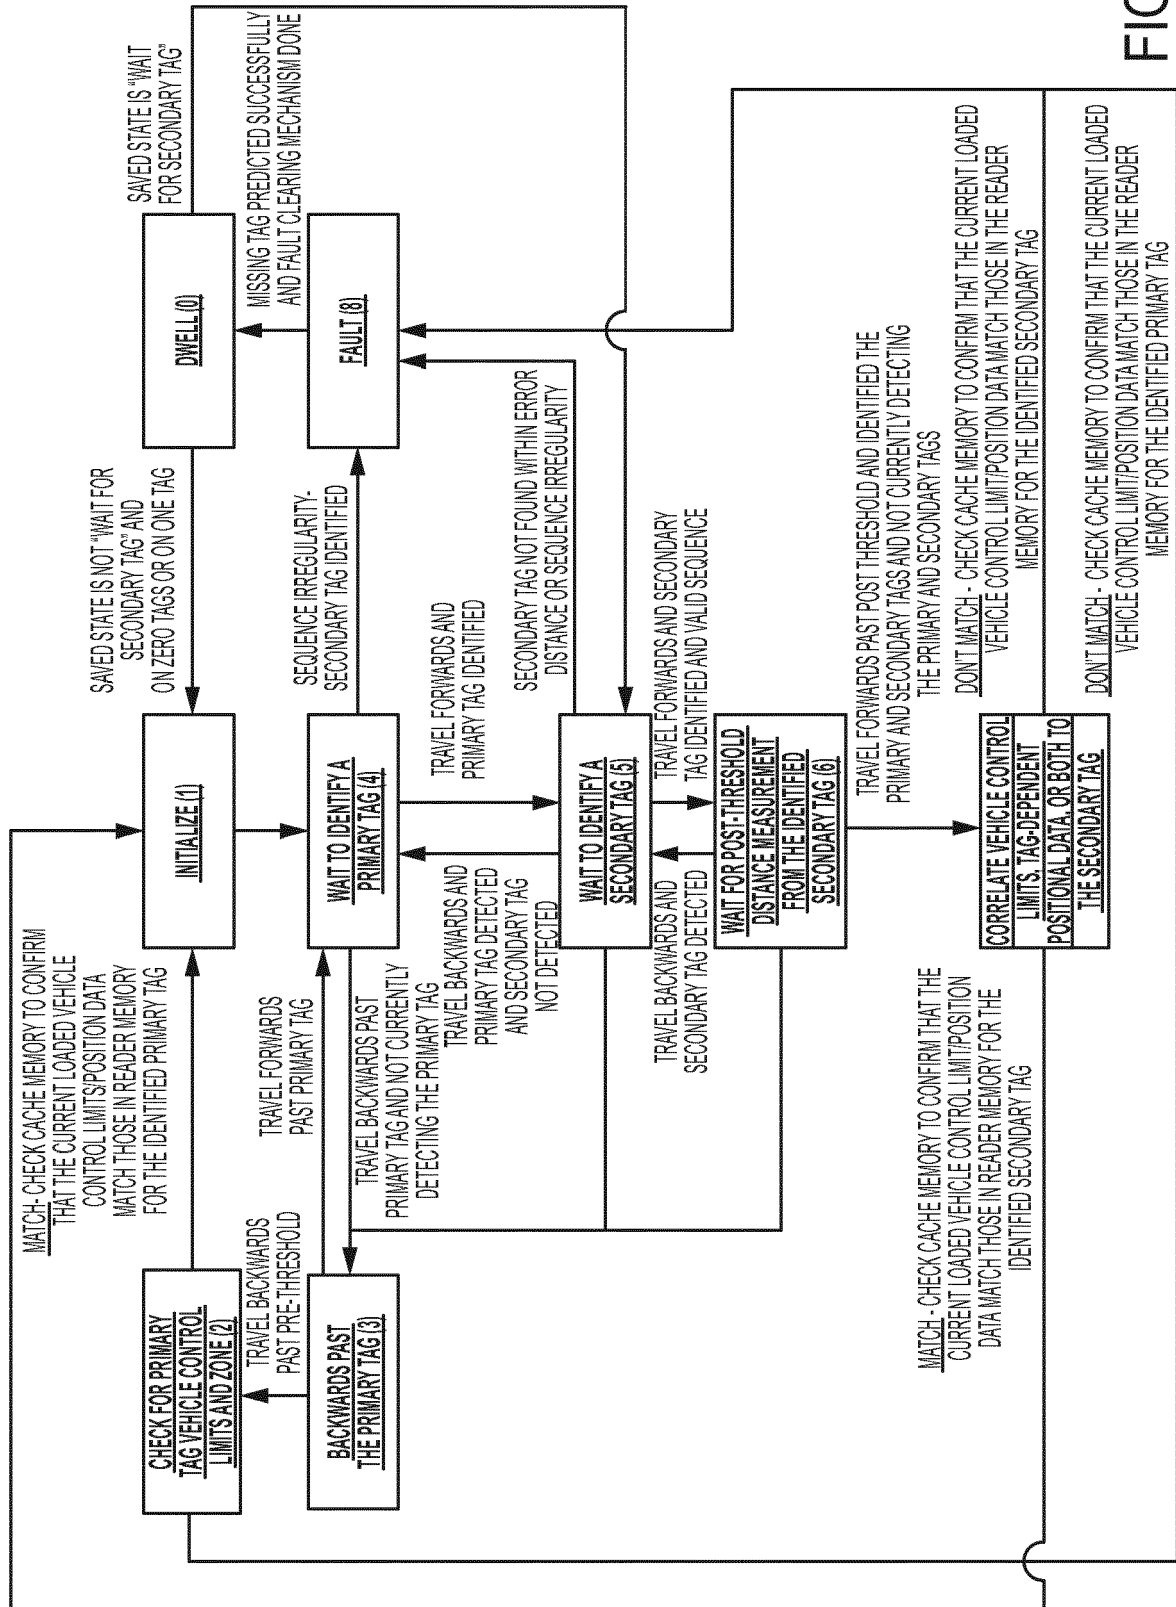 MATCH- CHECK CACHE MEMORY TO CONFIRM
THAT THE CURRENT LOADED VEHICLE
CONTROL LIMITS/POSITION DATA
MATCH THOSE IN READER MEMORY
FOR THE IDENTIFIED PRIMARY TAG
SAVED STATE IS NOT "WAIT FOR
SECONDARY TAG" AND
ON ZERO TAGS OR ON ONE TAG
SAVED STATE IS "WAIT
FOR SECONDARY TAG"
CHECK FOR PRIMARY
TAG VEHICLE CONTROL
LIMITS AND ZONE (2)
INITIALIZE (1)
DWELL (0)
TRAVEL BACKWARDS
PAST PRE-THRESHOLD
TRAVEL FORWARDS
PAST PRIMARY TAG
SEQUENCE IRREGULARITY-
SECONDARY TAG IDENTIFIED
MISSING TAG PREDICTED SUCCESSFULLY
AND FAULT CLEARING MECHANISM DONE
BACKWARDS PAST
THE PRIMARY TAG (3)
WAIT TO IDENTIFY A
PRIMARY TAG (4)
FAULT (8)
TRAVEL BACKWARDS PAST
PRIMARY TAG AND NOT CURRENTLY
DETECTING THE PRIMARY TAG
TRAVEL BACKWARDS AND
PRIMARY TAG DETECTED
AND SECONDARY TAG
NOT DETECTED
TRAVEL FORWARDS AND
PRIMARY TAG IDENTIFIED
SECONDARY TAG NOT FOUND WITHIN ERROR
DISTANCE OR SEQUENCE IRREGULARITY
WAIT TO IDENTIFY A
SECONDARY TAG (5)
TRAVEL BACKWARDS AND
SECONDARY TAG DETECTED
TRAVEL FORWARDS AND SECONDARY
TAG IDENTIFIED AND VALID SEQUENCE
WAIT FOR POST-THRESHOLD
DISTANCE MEASUREMENT
FROM THE IDENTIFIED
SECONDARY TAG (6)
TRAVEL FORWARDS PAST POST THRESHOLD AND IDENTIFIED THE
PRIMARY AND SECONDARY TAGS AND NOT CURRENTLY DETECTING
THE PRIMARY AND SECONDARY TAGS
MATCH - CHECK CACHE MEMORY TO CONFIRM THAT THE
CURRENT LOADED VEHICLE CONTROL LIMIT/POSITION
DATA MATCH THOSE IN READER MEMORY FOR THE
IDENTIFIED SECONDARY TAG
CORRELATE VEHICLE CONTROL
LIMITS, TAG-DEPENDENT
POSITIONAL DATA, OR BOTH TO
THE SECONDARY TAG
DON'T MATCH - CHECK CACHE MEMORY TO CONFIRM THAT THE CURRENT LOADED
VEHICLE CONTROL LIMIT/POSITION DATA MATCH THOSE IN THE READER
MEMORY FOR THE IDENTIFIED SECONDARY TAG
DON'T MATCH - CHECK CACHE MEMORY TO CONFIRM THAT THE CURRENT LOADED
VEHICLE CONTROL LIMIT/POSITION DATA MATCH THOSE IN THE READER
MEMORY FOR THE IDENTIFIED PRIMARY TAG